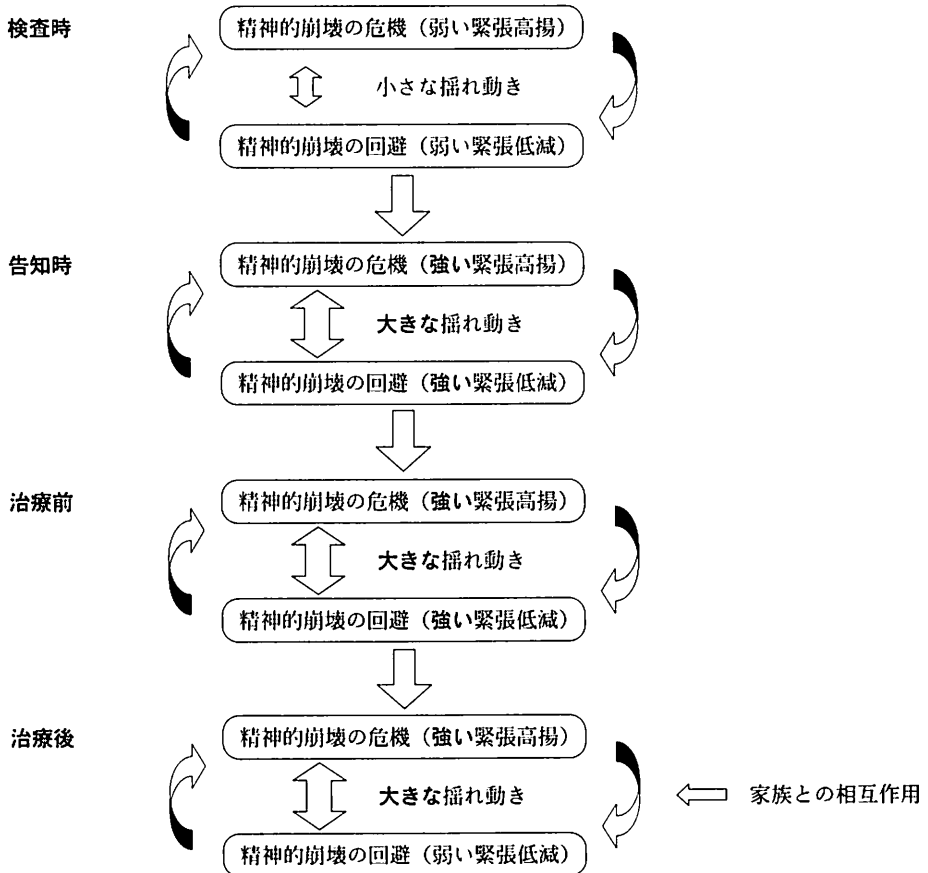 検査時
精神的崩壊の危機（弱い緊張高揚）
小さな揺れ動き
精神的崩壊の回避（弱い緊張低減）
告知時
精神的崩壊の危機（強い緊張高揚）
大きな揺れ動き
精神的崩壊の回避（強い緊張低減）
治療前
精神的崩壊の危機（強い緊張高揚）
大きな揺れ動き
精神的崩壊の回避（強い緊張低減）
治療後
精神的崩壊の危機（強い緊張高揚）
大きな揺れ動き
家族との相互作用
精神的崩壊の回避（弱い緊張低減）